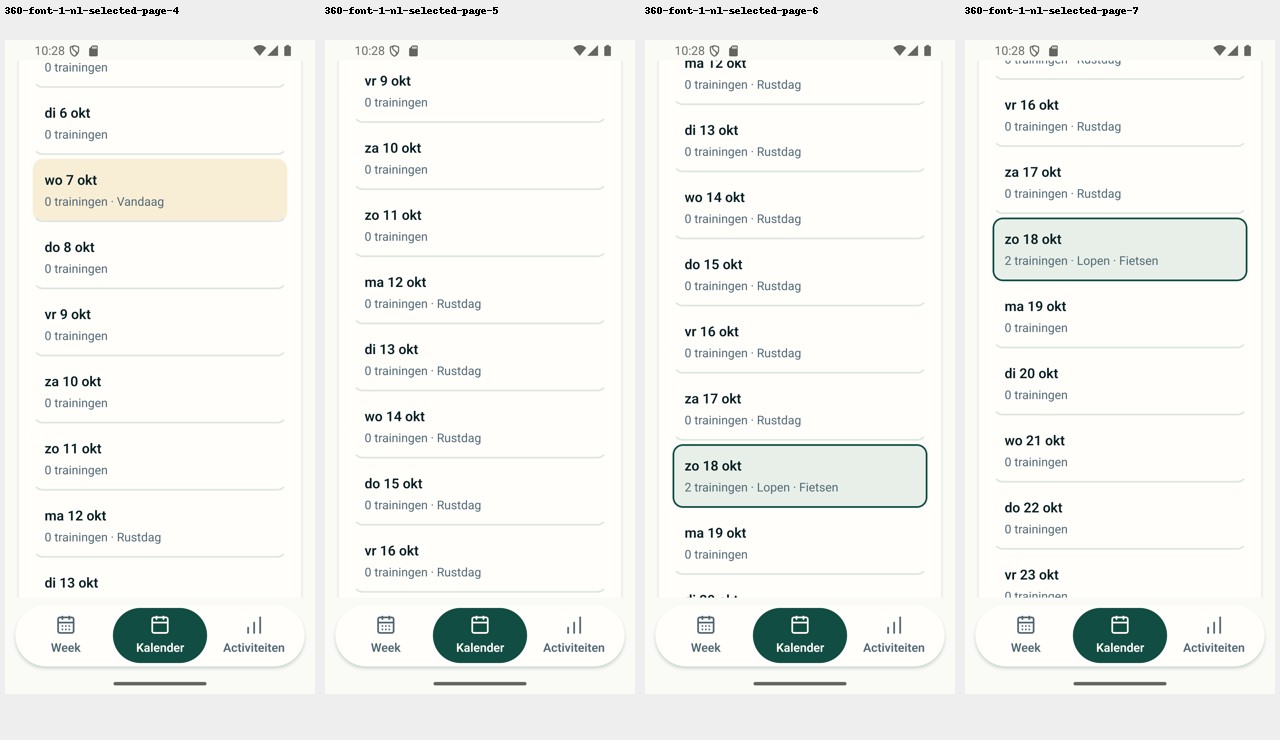 360-font-1-nl-selected-page-4
10:28
0 trainingen
di 6 okt
0 trainingen
wo 7 okt
0 trainingen · Vandaag
do 8 okt
0 trainingen
vr 9 okt
0 trainingen
za 10 okt
0 trainingen
zo 11 okt
0 trainingen
ma 12 okt
0 trainingen · Rustdag
di 13 okt
Week
Kalender
Activiteiten
360-font-1-nl-selected-page-5
10:28
vr 9 okt
0 trainingen
za 10 okt
0 trainingen
zo 11 okt
0 trainingen
ma 12 okt
0 trainingen · Rustdag
di 13 okt
0 trainingen · Rustdag
wo 14 okt
0 trainingen · Rustdag
do 15 okt
0 trainingen · Rustdag
vr 16 okt
0 trainingen · Rustdag
Week
Kalender
Activiteiten
360-font-1-nl-selected-page-6
10:28
ma 12 okt
0 trainingen · Rustdag
di 13 okt
0 trainingen · Rustdag
wo 14 okt
0 trainingen · Rustdag
do 15 okt
0 trainingen · Rustdag
vr 16 okt
0 trainingen · Rustdag
za 17 okt
0 trainingen · Rustdag
zo 18 okt
2 trainingen · Lopen · Fietsen
ma 19 okt
0 trainingen
di 20 okt
Week
Kalender
Activiteiten
360-font-1-nl-selected-page-7
10:28
0 trainingen · Rustdag
vr 16 okt
0 trainingen · Rustdag
za 17 okt
0 trainingen · Rustdag
zo 18 okt
2 trainingen · Lopen · Fietsen
ma 19 okt
0 trainingen
di 20 okt
0 trainingen
wo 21 okt
0 trainingen
do 22 okt
0 trainingen
vr 23 okt
0 trainingen
Week
Kalender
Activiteiten